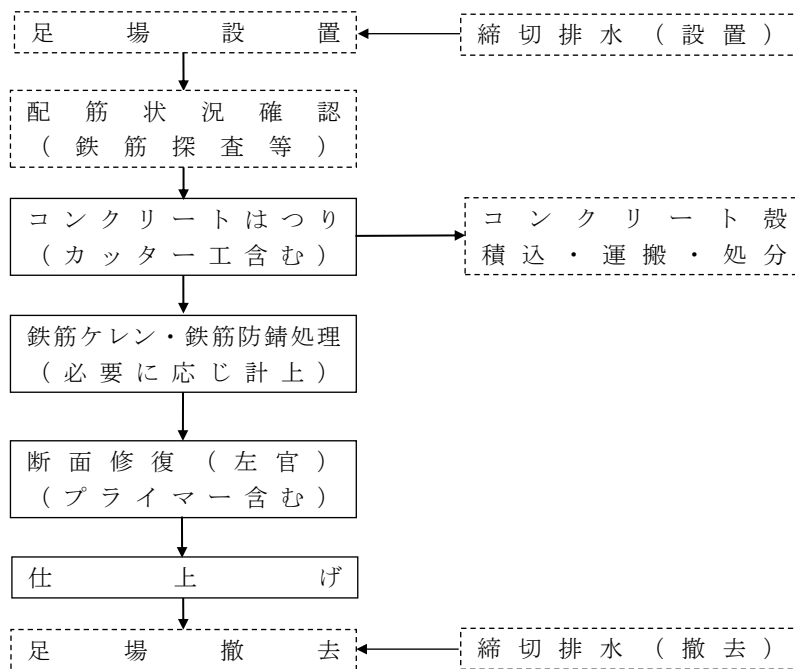 足場設置
締切排水(設置)
配筋状況確認
(鉄筋探査等)
コンクリートはつり
(カッター工含む)
コンクリート殻
積込・運搬・処分
鉄筋ケレン・鉄筋防錆処理
(必要に応じ計上)
断面修復(左官)
(プライマー含む)
仕上げ
足場撤去
締切排水(撤去)